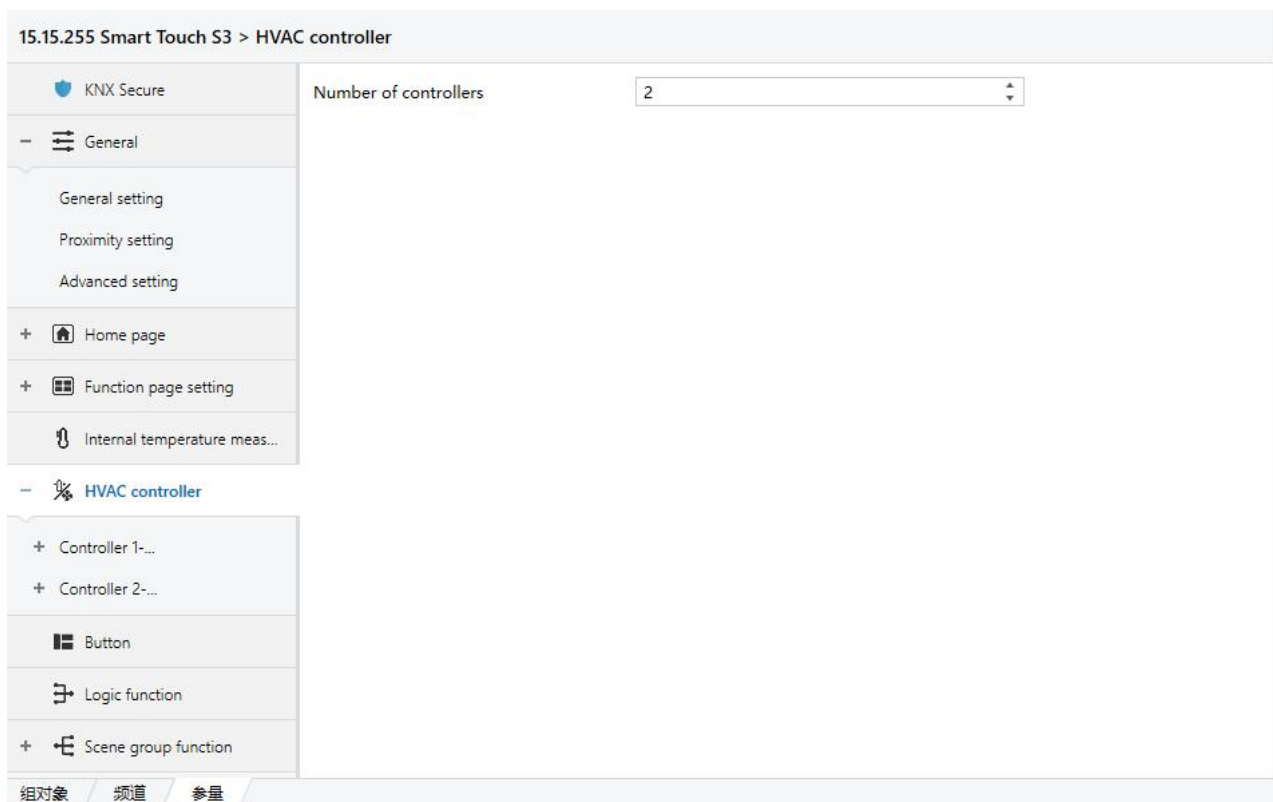 15.15.255 Smart Touch S3 > HVAC controller
KNX Secure
Number of controllers 2
General
General setting
Proximity setting
Advanced setting
Home page
Function page setting
Internal temperature meas...
HVAC controller
Controller 1-...
Controller 2-...
Button
Logic function
Scene group function
组对象 频道 参量